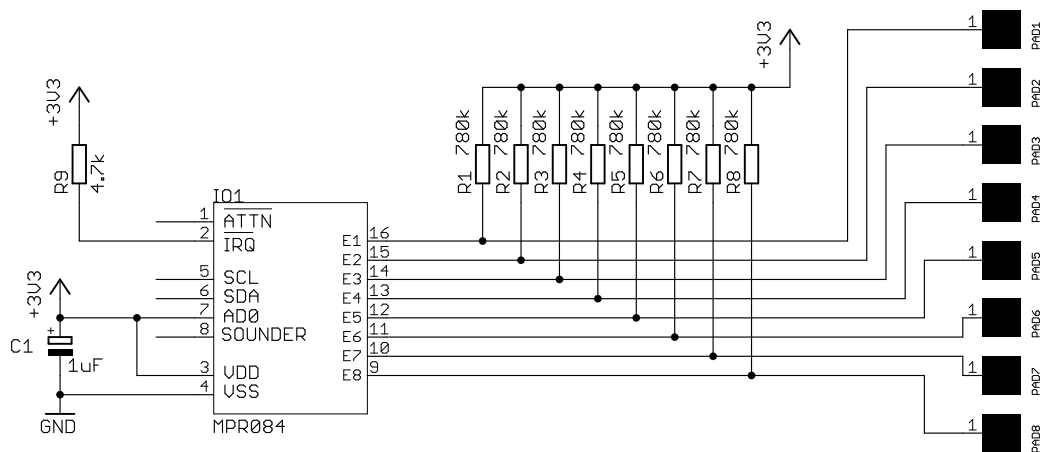 +3V3
R9
4.7k
IO1
1
ATTN
2
IRQ
5
SCL
6
SDA
7
AD0
8
SOUNDER
3
VDD
4
VSS
MPR084
+3V3
+
C1
1uF
GND
E1
16
E2
15
E3
14
E4
13
E5
12
E6
11
E7
10
E8
9
+3V3
R1
780k
R2
780k
R3
780k
R4
780k
R5
780k
R6
780k
R7
780k
R8
780k
1
PAD1
1
PAD2
1
PAD3
1
PAD4
1
PAD5
1
PAD6
1
PAD7
1
PAD8